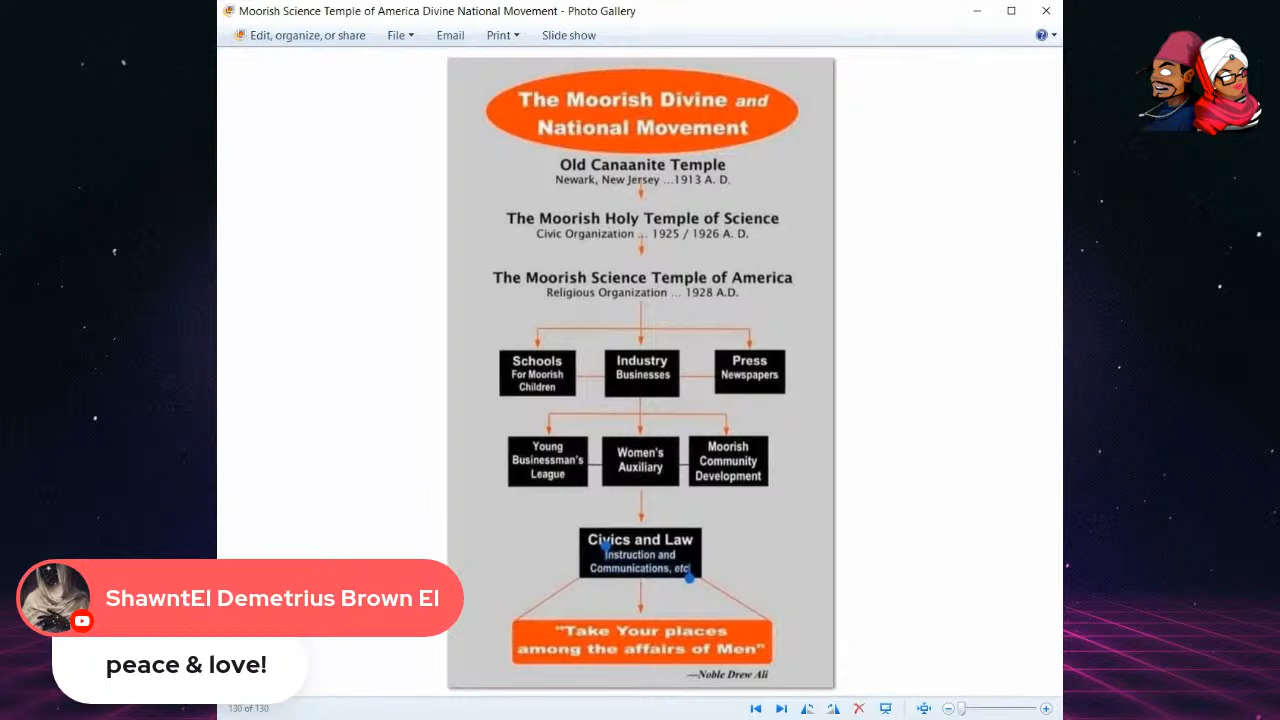 Moorish Science Temple of America Divine National Movement - Photo Gallery
Edit, organize, or share File Email Print Slide show
The Moorish Divine and
National Movement
Old Canaanite Temple
Newark, New Jersey ...1913 A. D.
The Moorish Holy Temple of Science
Civic Organization ... 1925 / 1926 A. D.
The Moorish Science Temple of America
Religious Organization ... 1928 A.D.
Schools
For Moorish
Children
Industry
Businesses
Press
Newspapers
Young
Businessman's
League
Women's
Auxiliary
Moorish
Community
Development
Civics and Law
Instruction and
Communications, etc
"Take Your places
among the affairs of Men"
—Noble Drew Ali
ShawntEl Demetrius Brown El
peace & love!
130 of 130